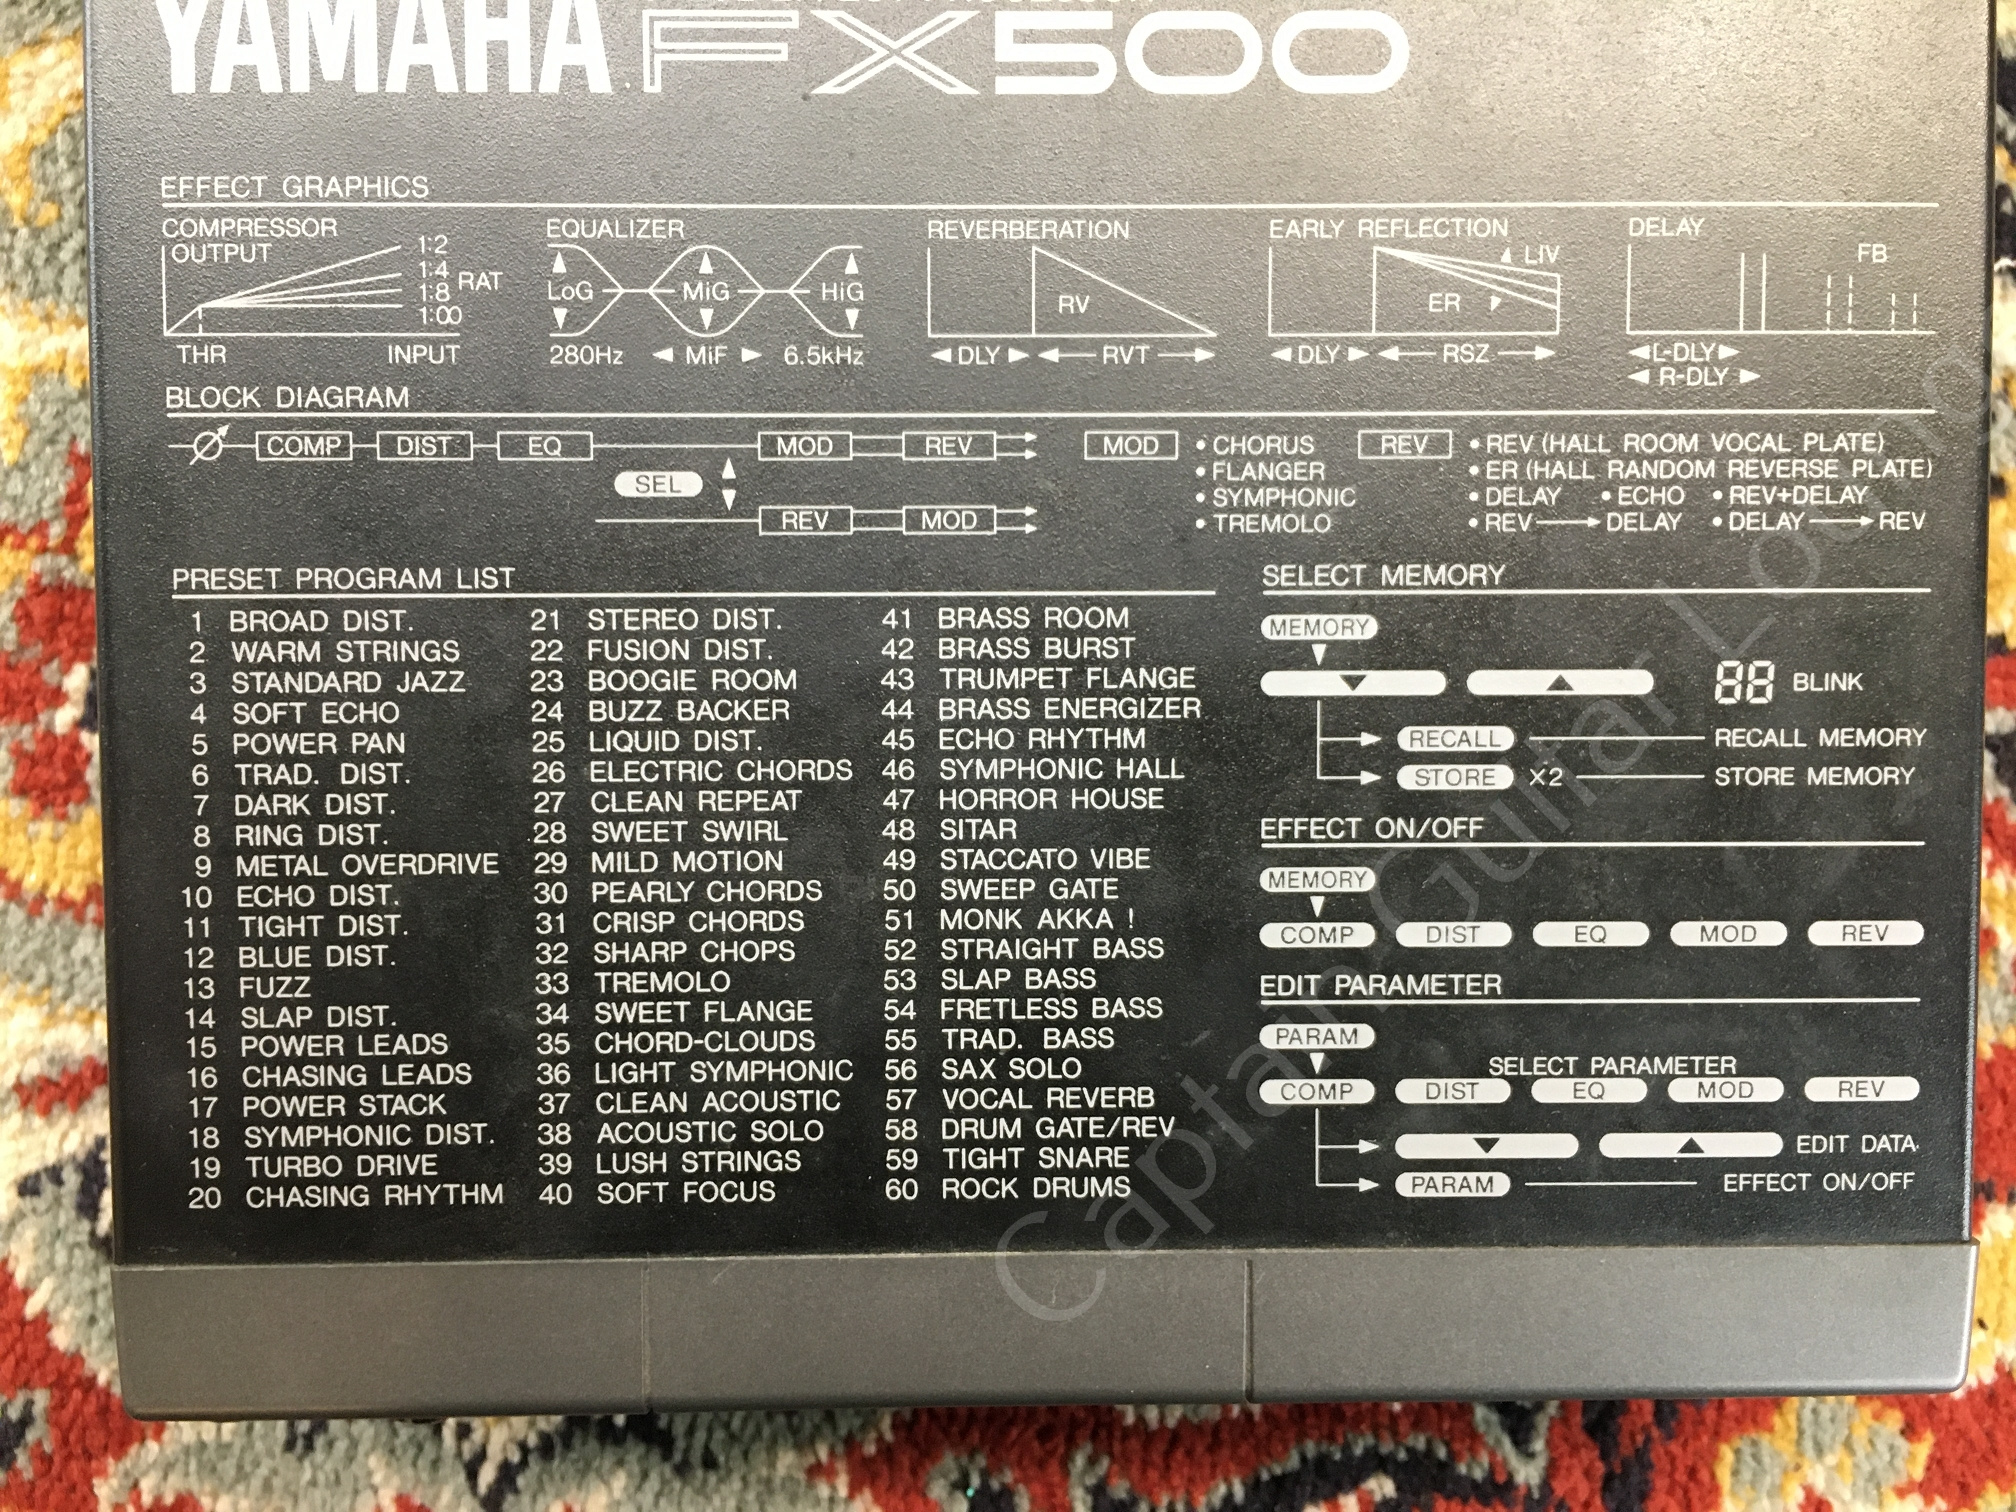 YAMAHA FX500
EFFECT GRAPHICS
COMPRESSOR
OUTPUT
1:2
1:4
RAT
1:8
1:∞
THR INPUT
EQUALIZER
LoG MiG HiG
280Hz ◄ MiF ► 6.5kHz
REVERBERATION
RV
◄ DLY ► ◄ RVT ►
EARLY REFLECTION
LIV
ER
◄ DLY ► ◄ RSZ ►
DELAY
FB
◄L-DLY►
◄ R-DLY ►
BLOCK DIAGRAM
COMP DIST EQ MOD REV
SEL
REV MOD
MOD
• CHORUS
• FLANGER
• SYMPHONIC
• TREMOLO
REV
• REV (HALL ROOM VOCAL PLATE)
• ER (HALL RANDOM REVERSE PLATE)
• DELAY • ECHO • REV+DELAY
• REV → DELAY • DELAY → REV
PRESET PROGRAM LIST
1 BROAD DIST.
2 WARM STRINGS
3 STANDARD JAZZ
4 SOFT ECHO
5 POWER PAN
6 TRAD. DIST.
7 DARK DIST.
8 RING DIST.
9 METAL OVERDRIVE
10 ECHO DIST.
11 TIGHT DIST.
12 BLUE DIST.
13 FUZZ
14 SLAP DIST.
15 POWER LEADS
16 CHASING LEADS
17 POWER STACK
18 SYMPHONIC DIST.
19 TURBO DRIVE
20 CHASING RHYTHM
21 STEREO DIST.
22 FUSION DIST.
23 BOOGIE ROOM
24 BUZZ BACKER
25 LIQUID DIST.
26 ELECTRIC CHORDS
27 CLEAN REPEAT
28 SWEET SWIRL
29 MILD MOTION
30 PEARLY CHORDS
31 CRISP CHORDS
32 SHARP CHOPS
33 TREMOLO
34 SWEET FLANGE
35 CHORD-CLOUDS
36 LIGHT SYMPHONIC
37 CLEAN ACOUSTIC
38 ACOUSTIC SOLO
39 LUSH STRINGS
40 SOFT FOCUS
41 BRASS ROOM
42 BRASS BURST
43 TRUMPET FLANGE
44 BRASS ENERGIZER
45 ECHO RHYTHM
46 SYMPHONIC HALL
47 HORROR HOUSE
48 SITAR
49 STACCATO VIBE
50 SWEEP GATE
51 MONK AKKA !
52 STRAIGHT BASS
53 SLAP BASS
54 FRETLESS BASS
55 TRAD. BASS
56 SAX SOLO
57 VOCAL REVERB
58 DRUM GATE/REV
59 TIGHT SNARE
60 ROCK DRUMS
SELECT MEMORY
MEMORY
▼ ▲ 88 BLINK
RECALL RECALL MEMORY
STORE X2 STORE MEMORY
EFFECT ON/OFF
MEMORY
COMP DIST EQ MOD REV
EDIT PARAMETER
PARAM
SELECT PARAMETER
COMP DIST EQ MOD REV
▼ ▲ EDIT DATA
PARAM EFFECT ON/OFF
Captain Guitar Lounge